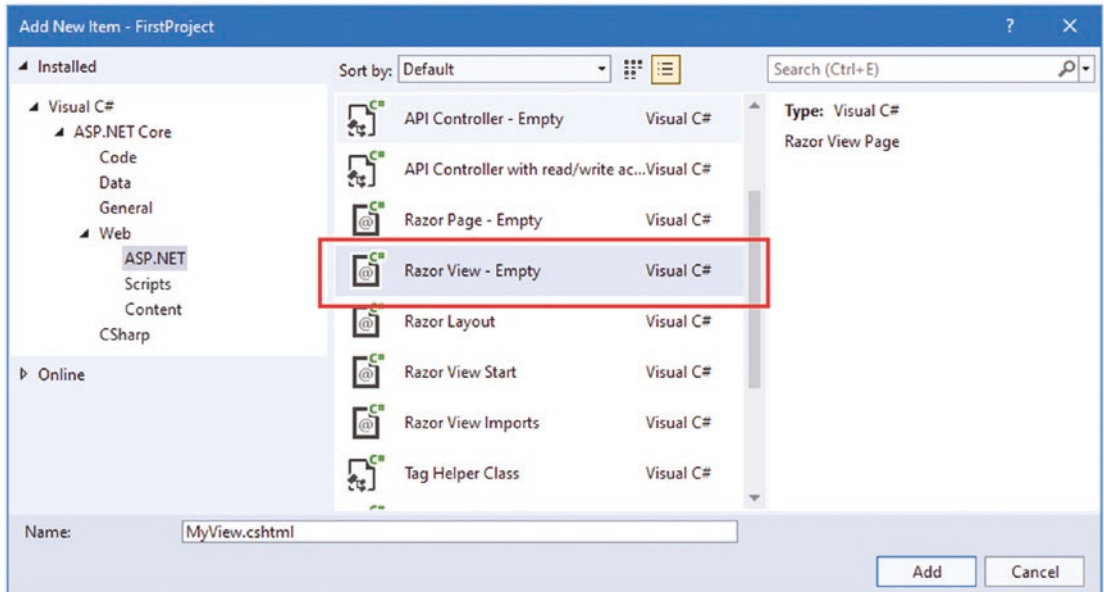 Add New Item - FirstProject
?
Installed
Sort by: Default
Search (Ctrl+E)
Visual C#
ASP.NET Core
Code
Data
General
Web
ASP.NET
Scripts
Content
CSharp
Online
C# API Controller - Empty Visual C#
C# API Controller with read/write ac...Visual C#
C# @ Razor Page - Empty Visual C#
C# @ Razor View - Empty Visual C#
C# @ Razor Layout Visual C#
C# @ Razor View Start Visual C#
C# @ Razor View Imports Visual C#
C# Tag Helper Class Visual C#
Type: Visual C#
Razor View Page
Name: MyView.cshtml
Add Cancel